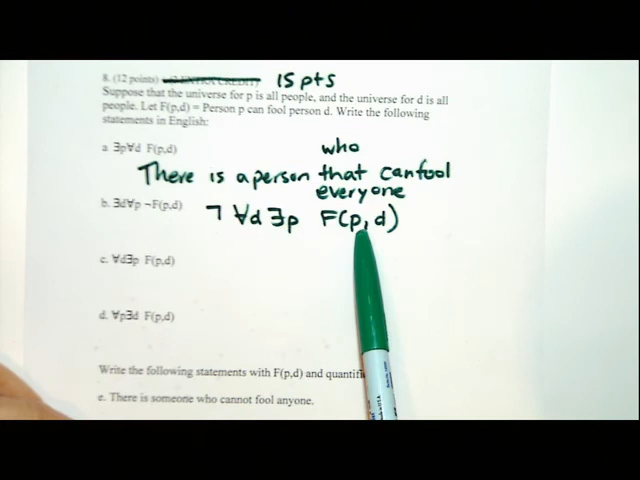 8. (12 points) 15 pts
Suppose that the universe for p is all people, and the universe for d is all
people. Let F(p,d) = Person p can fool person d. Write the following
statements in English:
a ∃p∀d F(p,d)
who
There is a person that can fool
everyone
b. ∃d∀p ¬F(p,d)
¬ ∀d ∃p F(p,d)
c. ∀d∃p F(p,d)
d. ∀p∃d F(p,d)
Write the following statements with F(p,d) and quantifi
e. There is someone who cannot fool anyone.